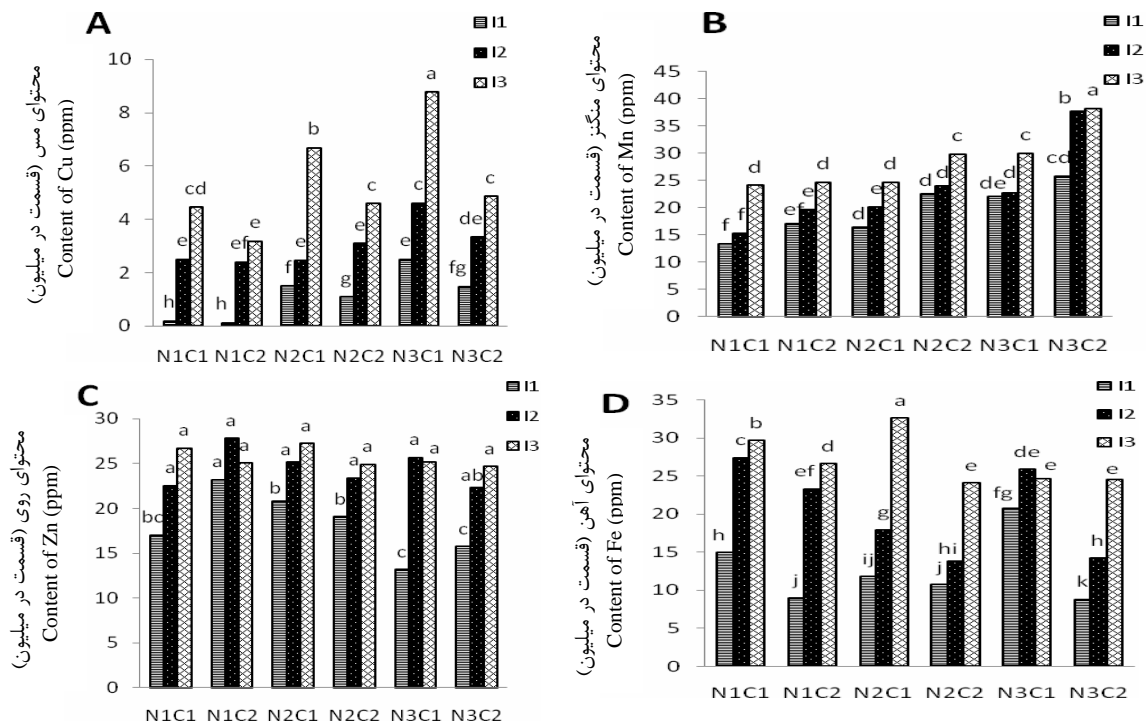 A
I1
I2
I3
محتوای مس (قسمت در میلیون)
Content of Cu (ppm)
10
8
6
4
2
0
h e cd
h ef e
f e b
g e c
e c a
fg de c
N1C1 N1C2 N2C1 N2C2 N3C1 N3C2
B
I1
I2
I3
محتوای منگنز (قسمت در میلیون)
Content of Mn (ppm)
45
40
35
30
25
20
15
10
5
0
f f d
ef e d
d e d
d d c
de d c
cd b a
N1C1 N1C2 N2C1 N2C2 N3C1 N3C2
C
I1
I2
I3
محتوای روی (قسمت در میلیون)
Content of Zn (ppm)
30
25
20
15
10
5
0
bc a a
a a a
b a a
b a a
c a a
c ab a
N1C1 N1C2 N2C1 N2C2 N3C1 N3C2
D
I1
I2
I3
محتوای آهن (قسمت در میلیون)
Content of Fe (ppm)
35
30
25
20
15
10
5
0
h c b
j ef d
ij g a
j hi e
fg de e
k h e
N1C1 N1C2 N2C1 N2C2 N3C1 N3C2